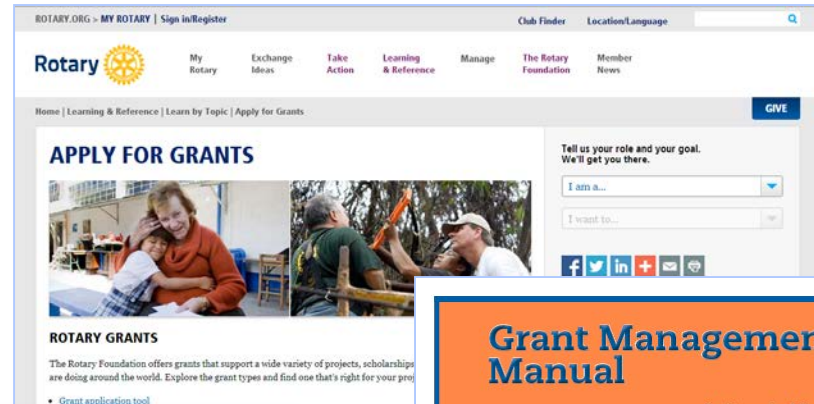 ROTARY.ORG > MY ROTARY | Sign in/Register
Club Finder Location/Language
Rotary
My Rotary
Exchange Ideas
Take Action
Learning & Reference
Manage
The Rotary Foundation
Member News
Home | Learning & Reference | Learn by Topic | Apply for Grants
GIVE
APPLY FOR GRANTS
Tell us your role and your goal.
We'll get you there.
I am a...
I want to...
ROTARY GRANTS
The Rotary Foundation offers grants that support a wide variety of projects, scholarships
are doing around the world. Explore the grant types and find one that's right for your
• Grant application tool
Grant
Manual